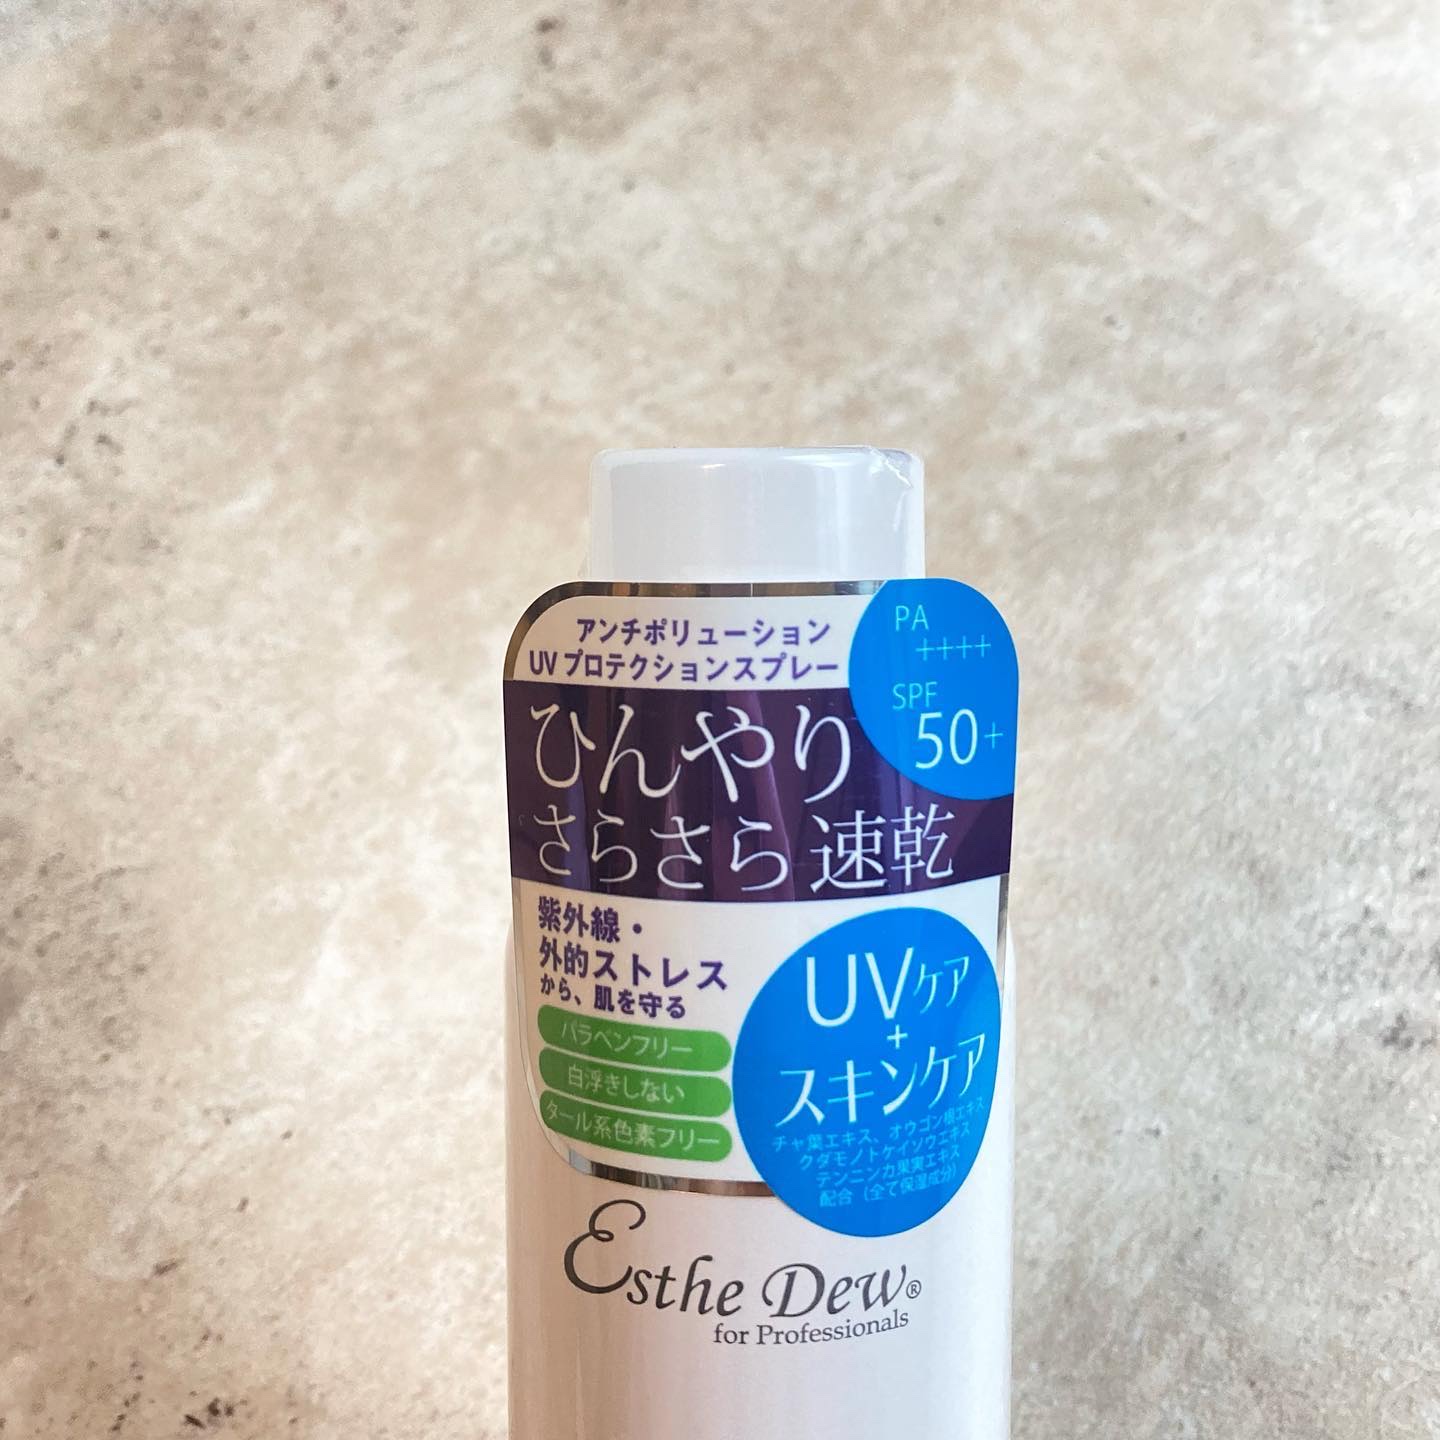 アンチポリューション
UV プロテクションスプレー
PA
++++
SPF
50+
ひんやり
さらさら 速乾
紫外線・
外的ストレス
から、肌を守る
パラベンフリー
白浮きしない
タール系色素フリー
UVケア
+
スキンケア
チャ葉エキス、オウゴン根エキス
クダモノトケイソウエキス
テンニンカ果実エキス
配合（全て保湿成分）
Esthe Dew®
for Professionals